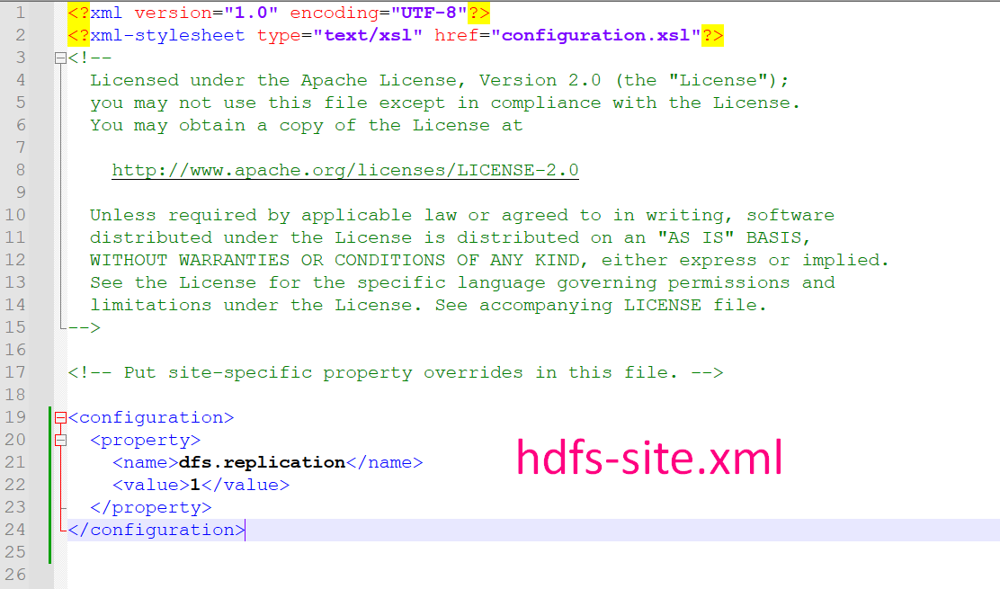 1 <?xml version="1.0" encoding="UTF-8"?>
2 <?xml-stylesheet type="text/xsl" href="configuration.xsl"?>
3 <!--
4 Licensed under the Apache License, Version 2.0 (the "License");
5 you may not use this file except in compliance with the License.
6 You may obtain a copy of the License at
7
8 http://www.apache.org/licenses/LICENSE-2.0
9
10 Unless required by applicable law or agreed to in writing, software
11 distributed under the License is distributed on an "AS IS" BASIS,
12 WITHOUT WARRANTIES OR CONDITIONS OF ANY KIND, either express or implied.
13 See the License for the specific language governing permissions and
14 limitations under the License. See accompanying LICENSE file.
15 -->
16
17 <!-- Put site-specific property overrides in this file. -->
18
19 <configuration>
20 <property>
21 <name>dfs.replication</name>
22 <value>1</value>
23 </property>
24 </configuration>
25
26
hdfs-site.xml